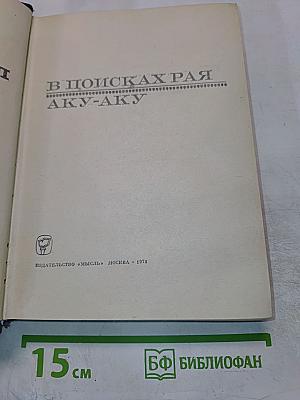 В ПОИСКАХ РАЯ
АКУ-АКУ
ИЗДАТЕЛЬСТВО «МЫСЛЬ» МОСКВА •
15 см
БФ БИБЛИОФАН